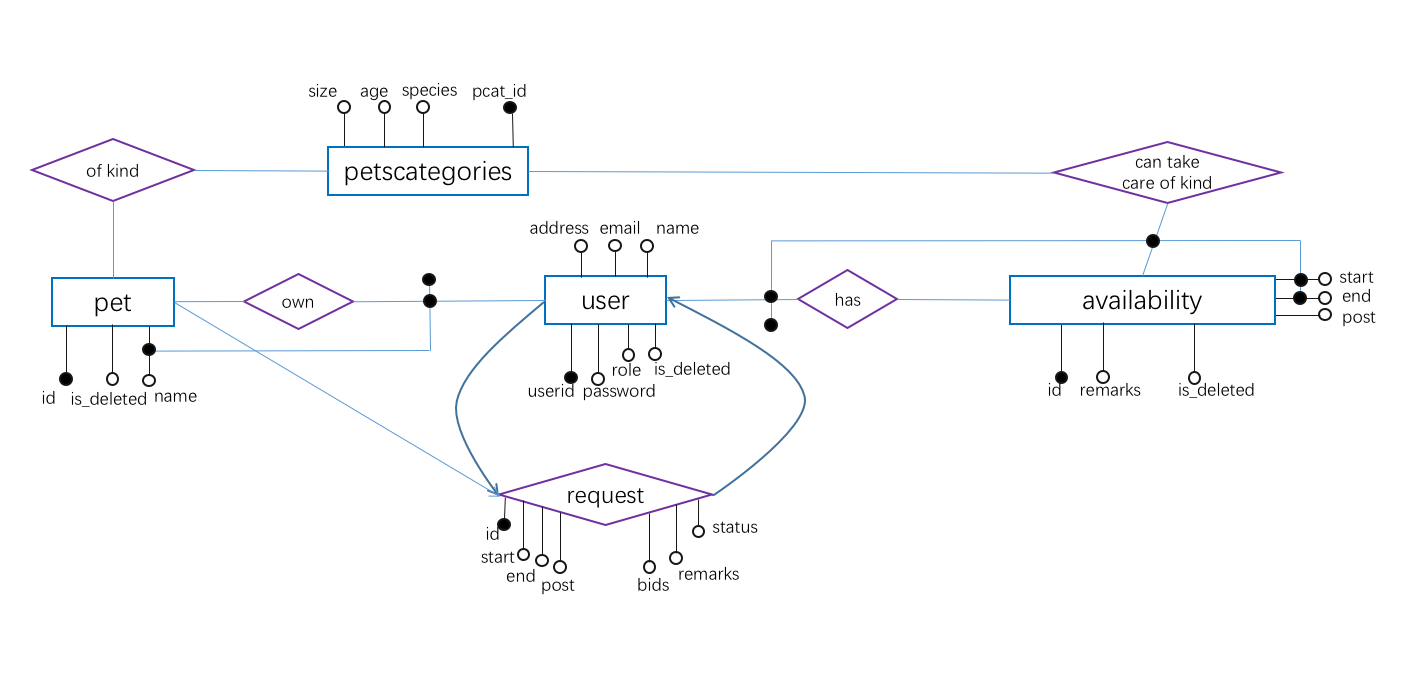 size
age
species
pcat_id
of kind
petscategories
can take
care of kind
address
email
name
pet
own
user
has
availability
start
end
post
id
is_deleted
name
userid
password
role
is_deleted
id
remarks
is_deleted
request
id
start
end
post
bids
remarks
status